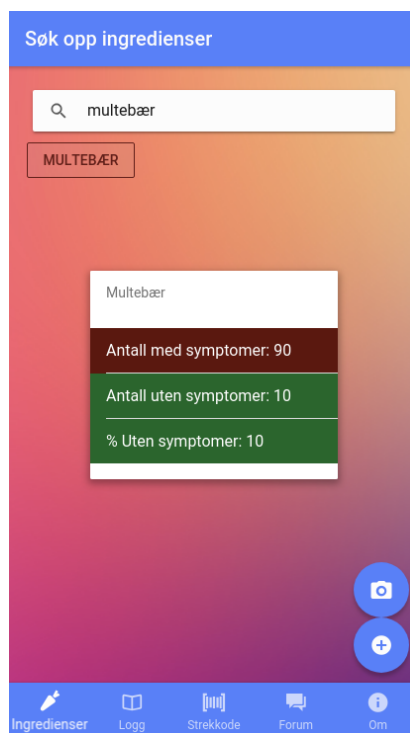 Søk opp ingredienser
multebær
MULTEBÆR
Multebær
Antall med symptomer: 90
Antall uten symptomer: 10
% Uten symptomer: 10
Ingredienser Logg Strekkode Forum Om